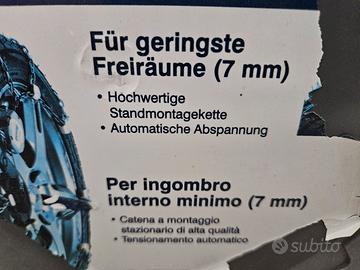 Für geringste
Freiräume (7 mm)
• Hochwertige
Standmontagekette
• Automatische Abspannung
Per ingombro
interno minimo (7 mm)
• Catena a montaggio
stazionario di alta qualità
• Tensionamento automatico
subito